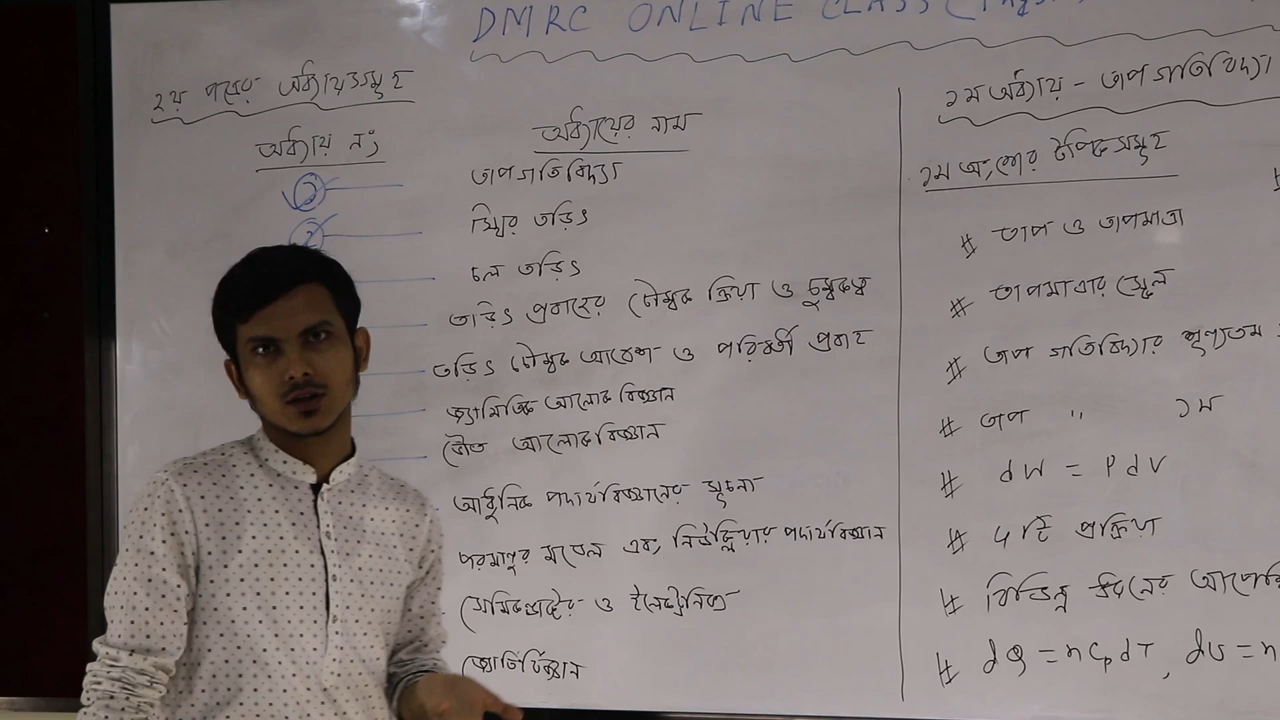 DMRC ONLINE CLASS (
২য় পত্রের অধ্যায়সমূহ
অধ্যায় নং
অধ্যায়ের নাম
১
তাপগতিবিদ্যা
২
স্থির তড়িৎ
চল তড়িৎ
তড়িৎ প্রবাহের চৌম্বক ক্রিয়া ও চুম্বকত্ব
তড়িৎ চৌম্বক আবেশ ও পরিবর্তী প্রবাহ
জ্যামিতিক আলোকবিজ্ঞান
ভৌত আলোকবিজ্ঞান
আধুনিক পদার্থবিজ্ঞানের সূচনা
পরমাণুর মডেল এবং নিউক্লিয়ার পদার্থবিজ্ঞান
সেমিকন্ডাক্টর ও ইলেক্ট্রনিক্স
জ্যোতির্বিজ্ঞান
১ম অধ্যায় - তাপগতিবিদ্যা
১ম অংশের টপিকসমূহ
# তাপ ও তাপমাত্রা
# তাপমাত্রার স্কেল
# তাপ গতিবিদ্যার শূণ্যতম
# তাপ " ১ম
# dW = PdV
# ৪টি প্রক্রিয়া
# বিভিন্ন ধরনের
# dQ = nCpdT, dU = n